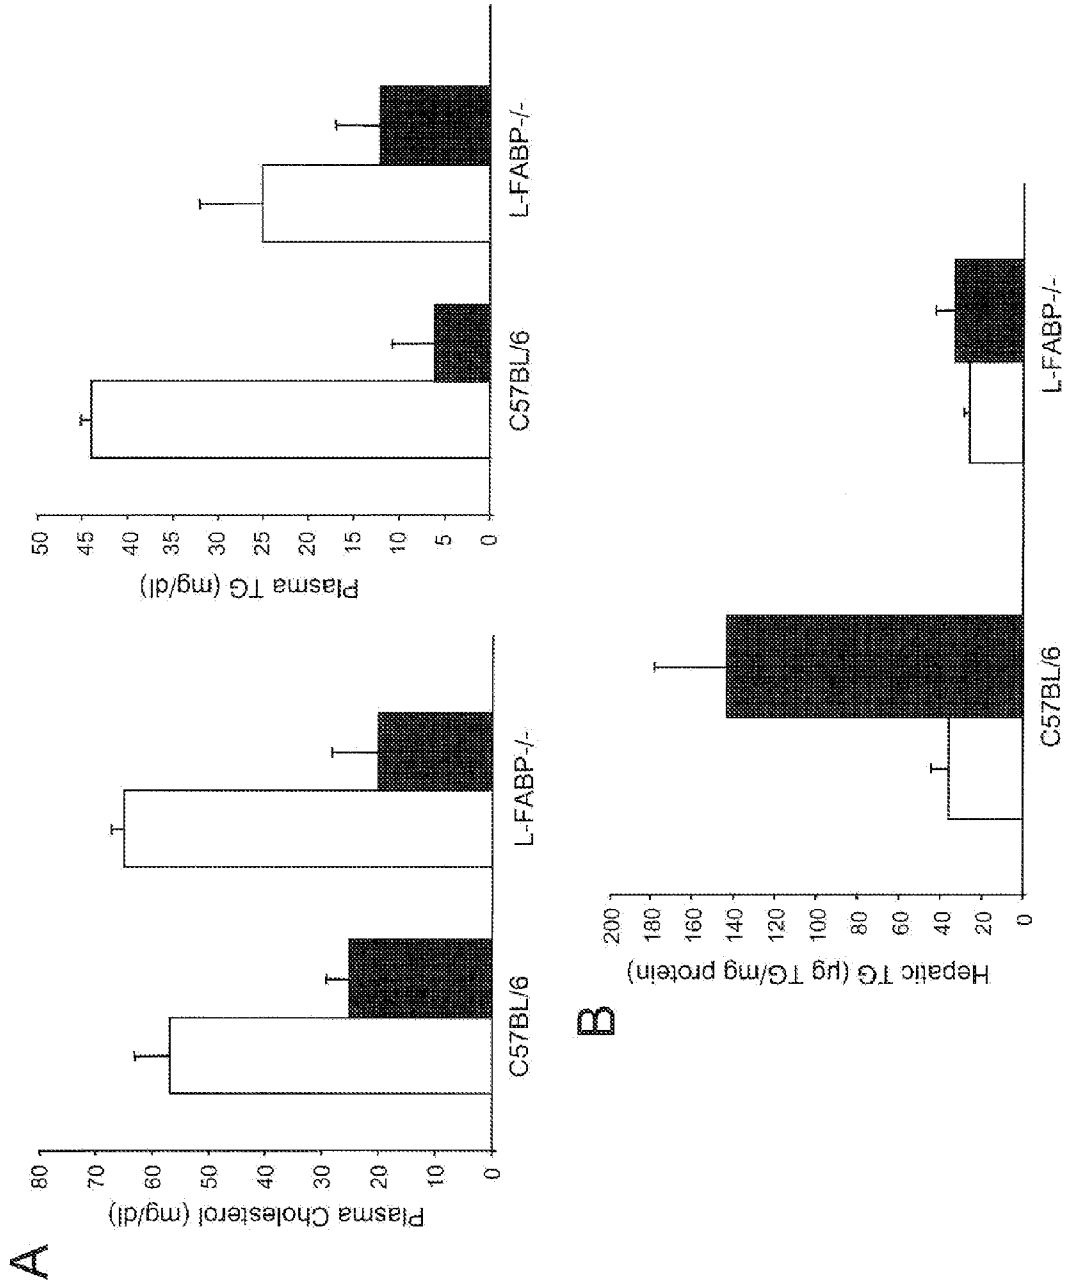 A
Plasma Cholesterol (mg/dl)
80
70
60
50
40
30
20
10
0
C57BL/6
L-FABP-/-
Plasma TG (mg/dl)
50
45
40
35
30
25
20
15
10
5
0
C57BL/6
L-FABP-/-
B
Hepatic TG (µg TG/mg protein)
200
180
160
140
120
100
80
60
40
20
0
C57BL/6
L-FABP-/-